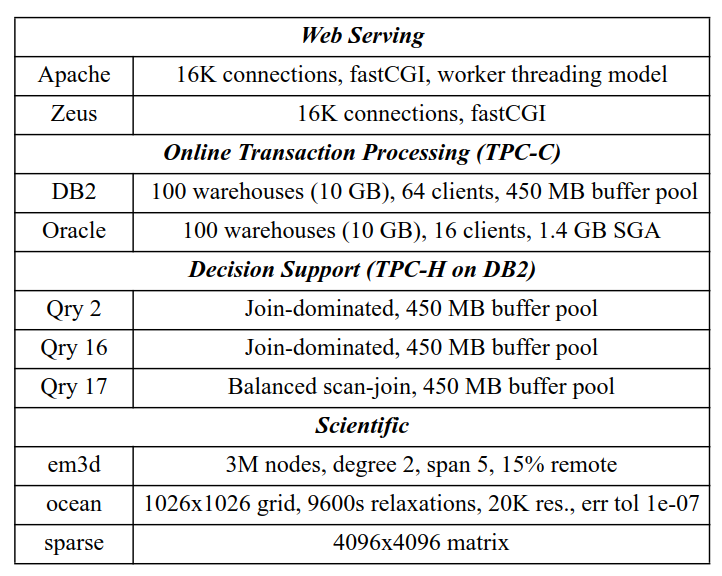 Web Serving
Apache 16K connections, fastCGI, worker threading model
Zeus 16K connections, fastCGI
Online Transaction Processing (TPC-C)
DB2 100 warehouses (10 GB), 64 clients, 450 MB buffer pool
Oracle 100 warehouses (10 GB), 16 clients, 1.4 GB SGA
Decision Support (TPC-H on DB2)
Qry 2 Join-dominated, 450 MB buffer pool
Qry 16 Join-dominated, 450 MB buffer pool
Qry 17 Balanced scan-join, 450 MB buffer pool
Scientific
em3d 3M nodes, degree 2, span 5, 15% remote
ocean 1026x1026 grid, 9600s relaxations, 20K res., err tol 1e-07
sparse 4096x4096 matrix